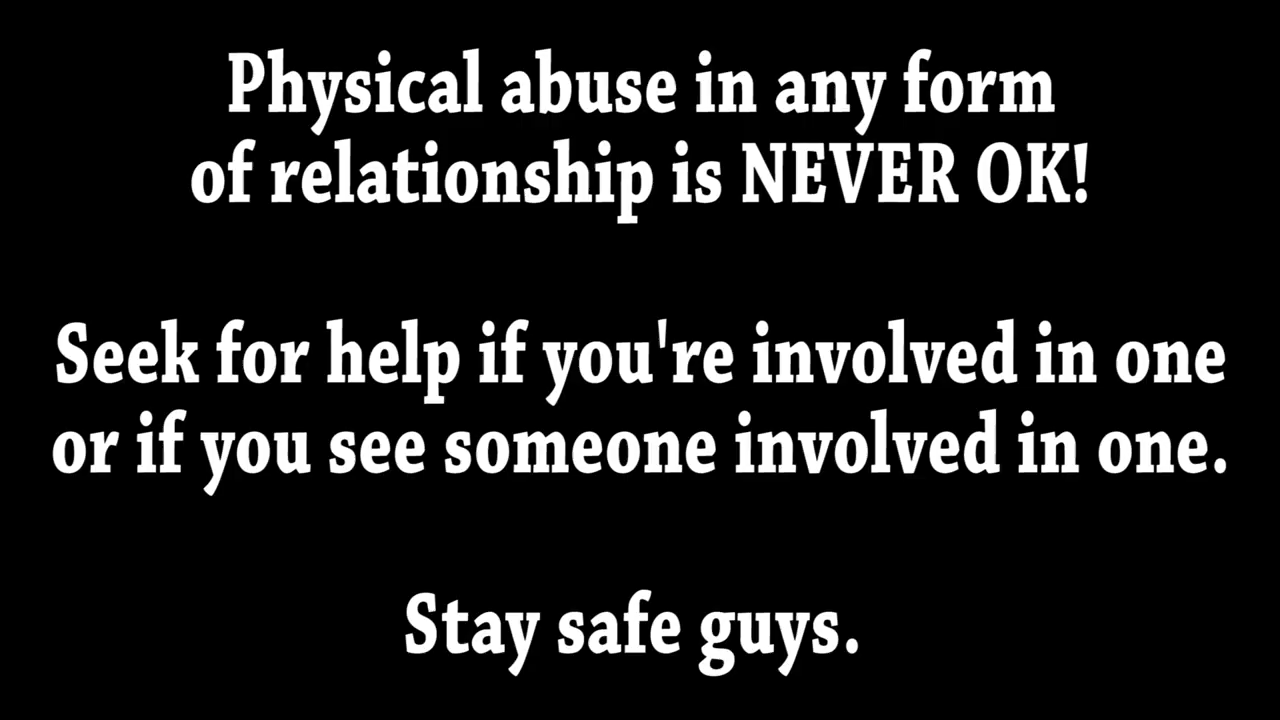 Physical abuse in any form
of relationship is NEVER OK!
Seek for help if you're involved in one
or if you see someone involved in one.
Stay safe guys.